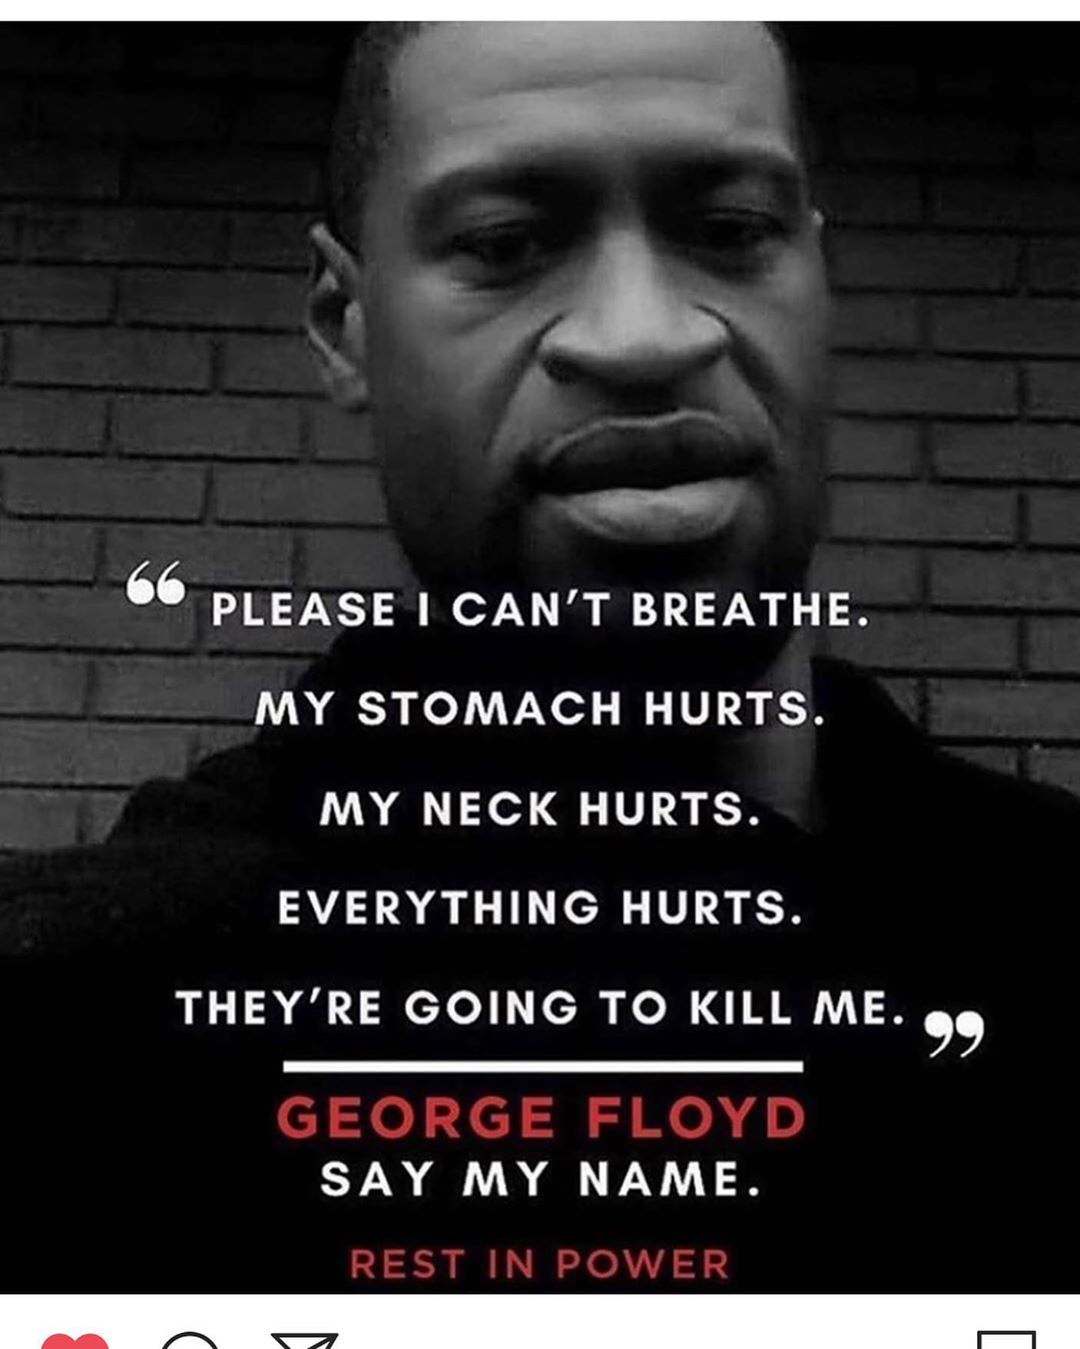 “ PLEASE I CAN’T BREATHE.
MY STOMACH HURTS.
MY NECK HURTS.
EVERYTHING HURTS.
THEY’RE GOING TO KILL ME. ”
GEORGE FLOYD
SAY MY NAME.
REST IN POWER